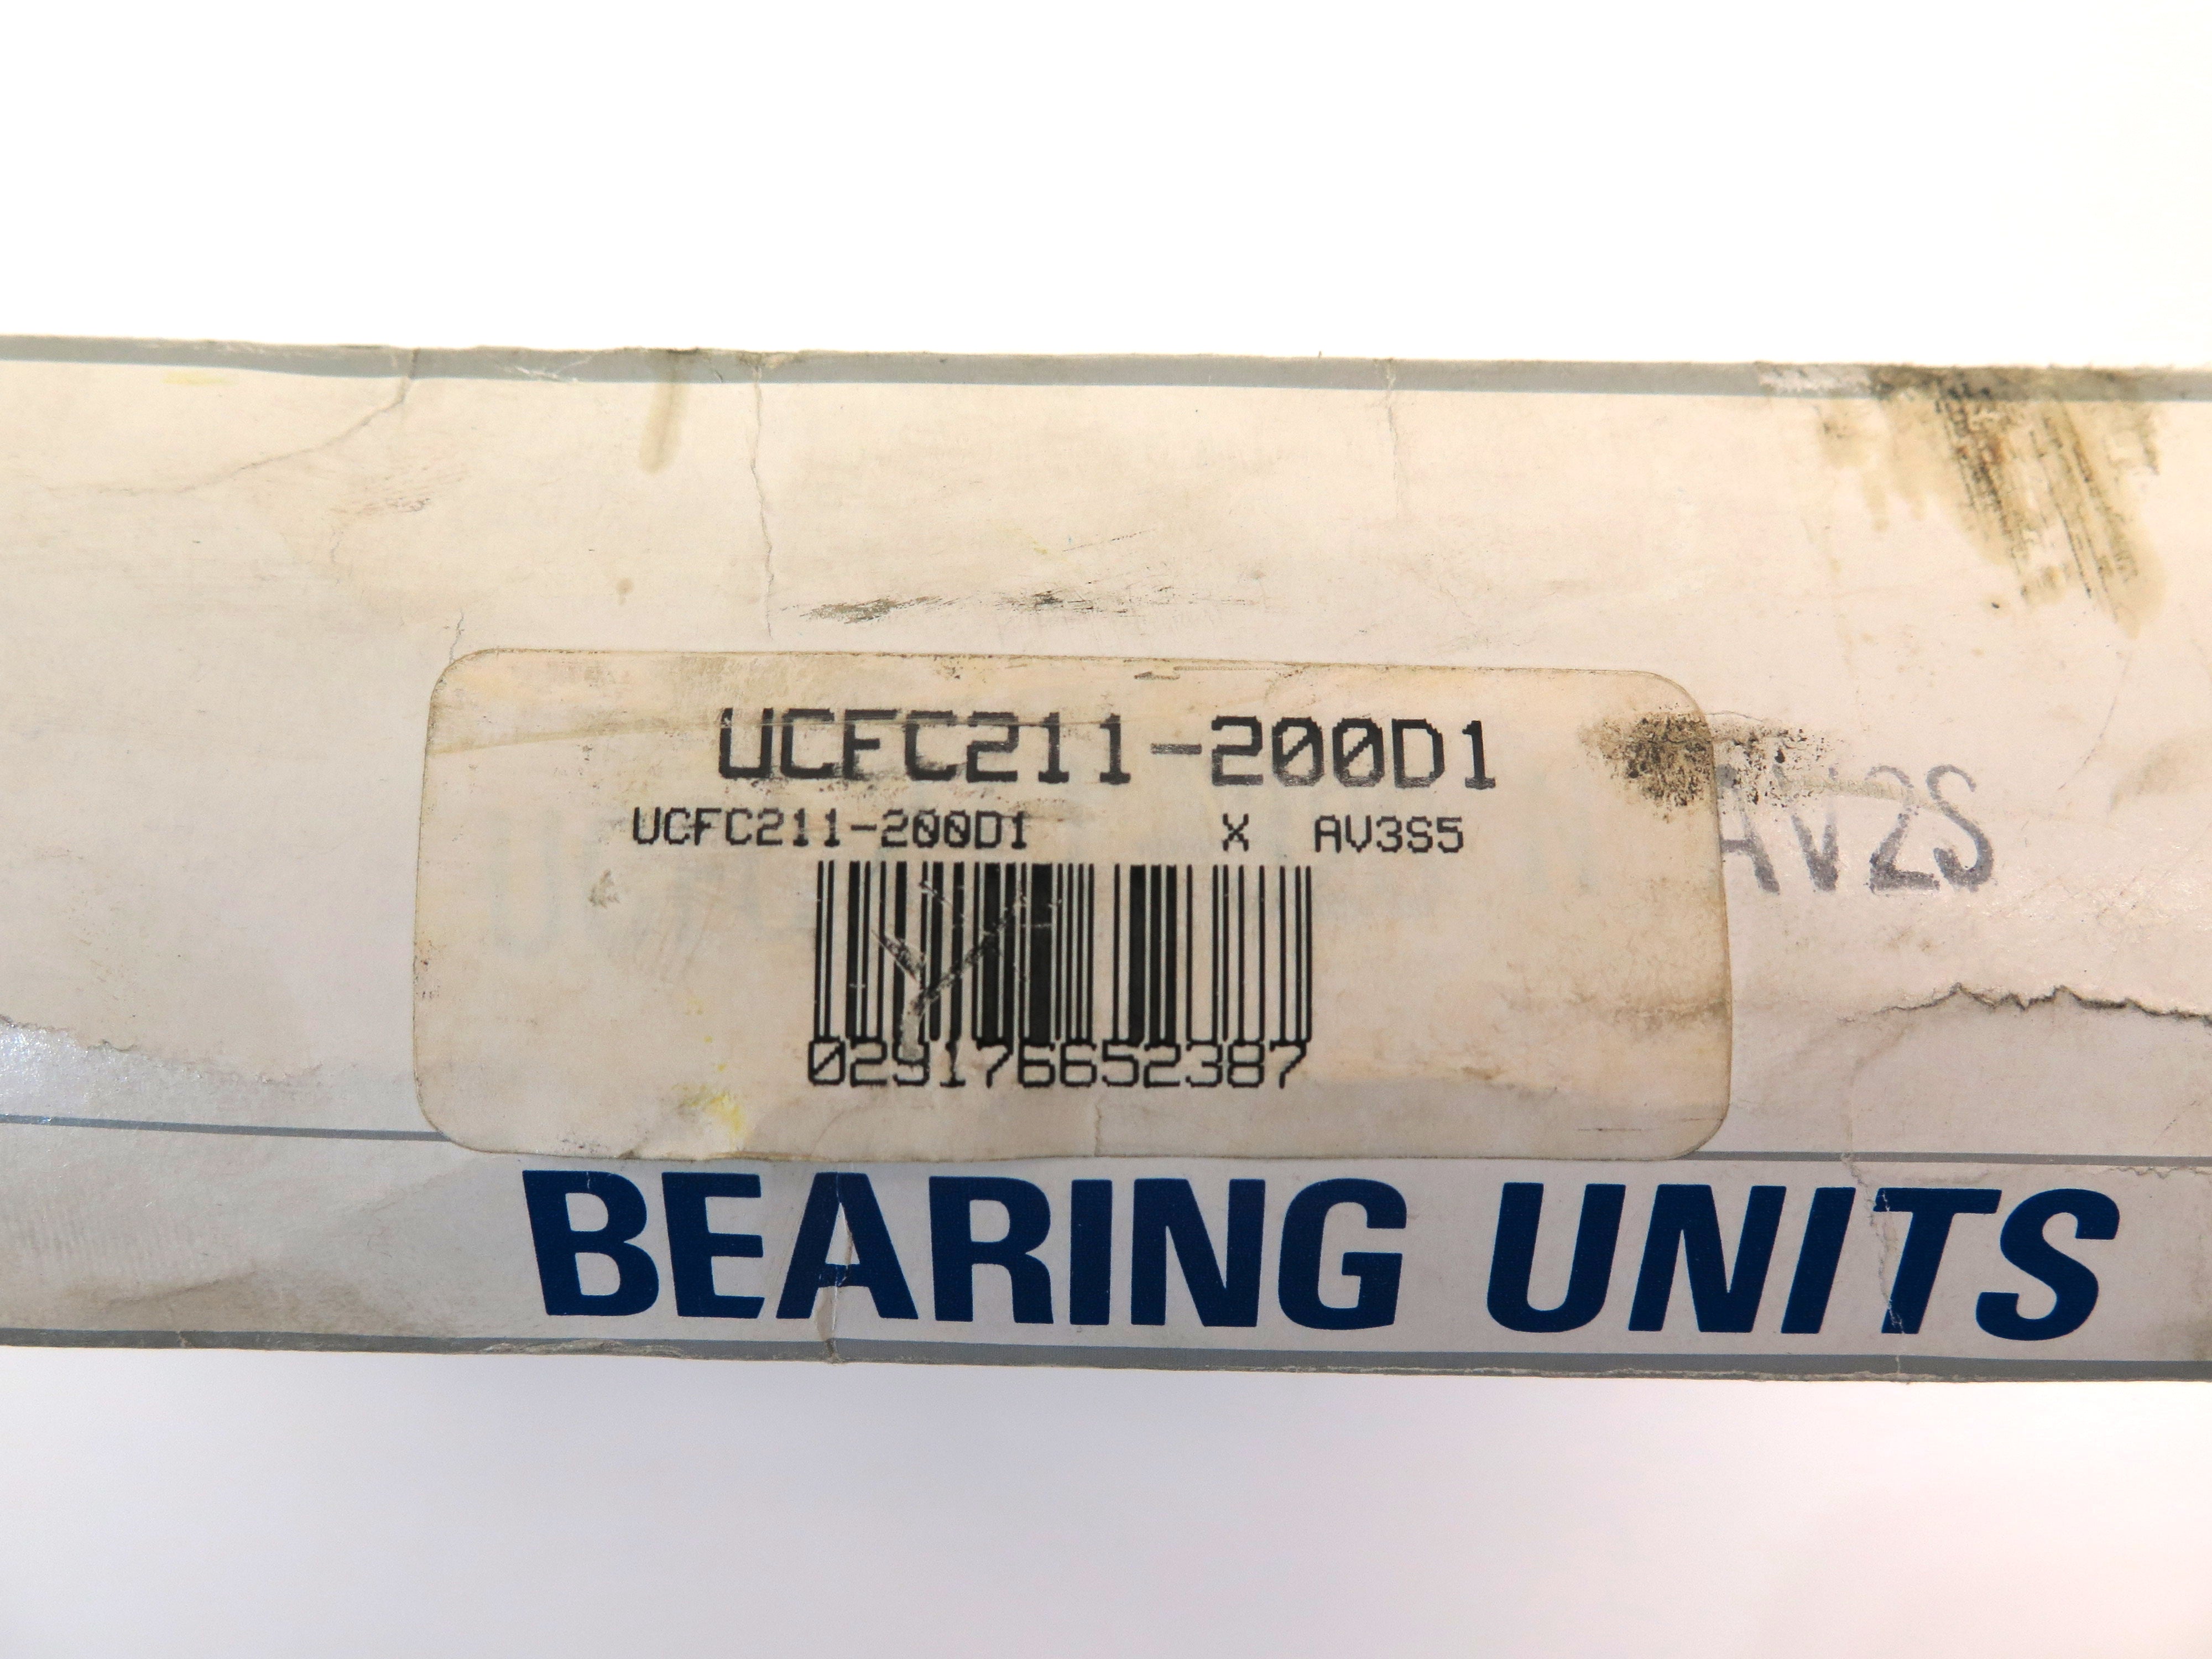 UCFC211-200D1
UCFC211-200D1 X AV3S5
AV2S
029176652387
BEARING UNITS